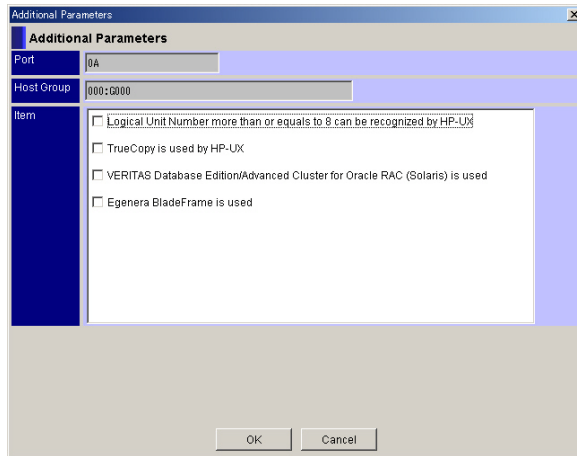 Additional Parameters
Additional Parameters
Port
0A
Host Group
000:G000
Item
Logical Unit Number more than or equals to 8 can be recognized by HP-UX
TrueCopy is used by HP-UX
VERITAS Database Edition/Advanced Cluster for Oracle RAC (Solaris) is used
Egenera BladeFrame is used
OK
Cancel